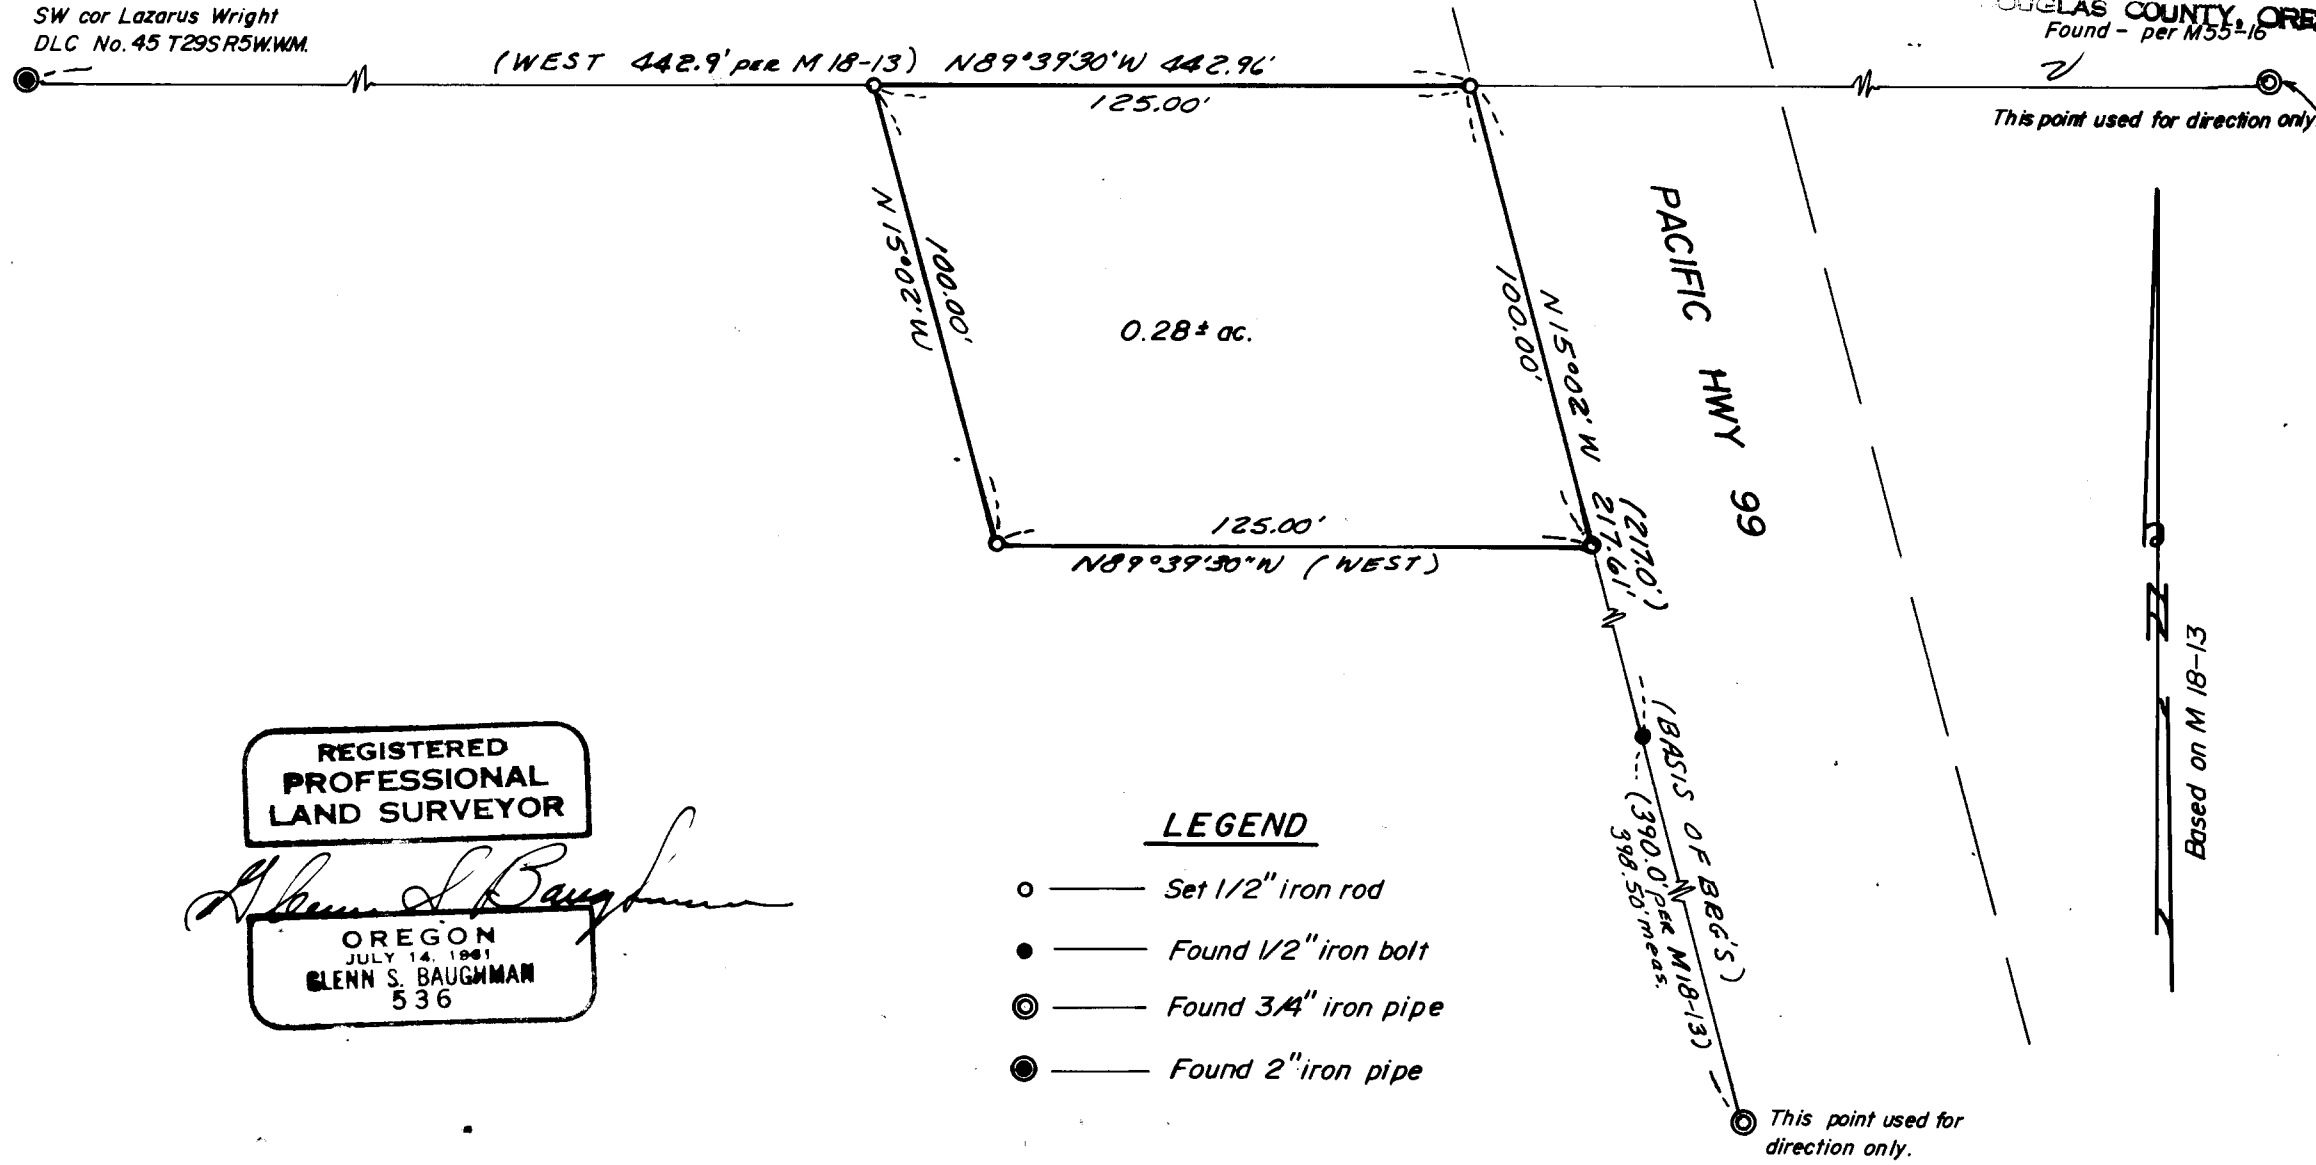 SW cor Lazarus Wright
DLC No. 45 T29S R5W.W.M.
COUNTY, ORE
Found - per M55-16
(WEST 442.9' PER M 18-13) N89°39'30"W 442.96'
125.00'
This point used for direction only
N 15°02' W
100.00'
0.28± ac.
N 15°02' W 217.61'
(217.0')
100.00'
PACIFIC HWY 99
125.00'
N89°39'30"W (WEST)
(BASIS OF BRG'S)
(390.0' PER M18-13)
398.50' meas.
N
Based on M 18-13
REGISTERED
PROFESSIONAL
LAND SURVEYOR
Glenn S Baughman
OREGON
JULY 14, 1961
GLENN S. BAUGHMAN
536
LEGEND
Set 1/2" iron rod
Found 1/2" iron bolt
Found 3/4" iron pipe
Found 2" iron pipe
This point used for
direction only.